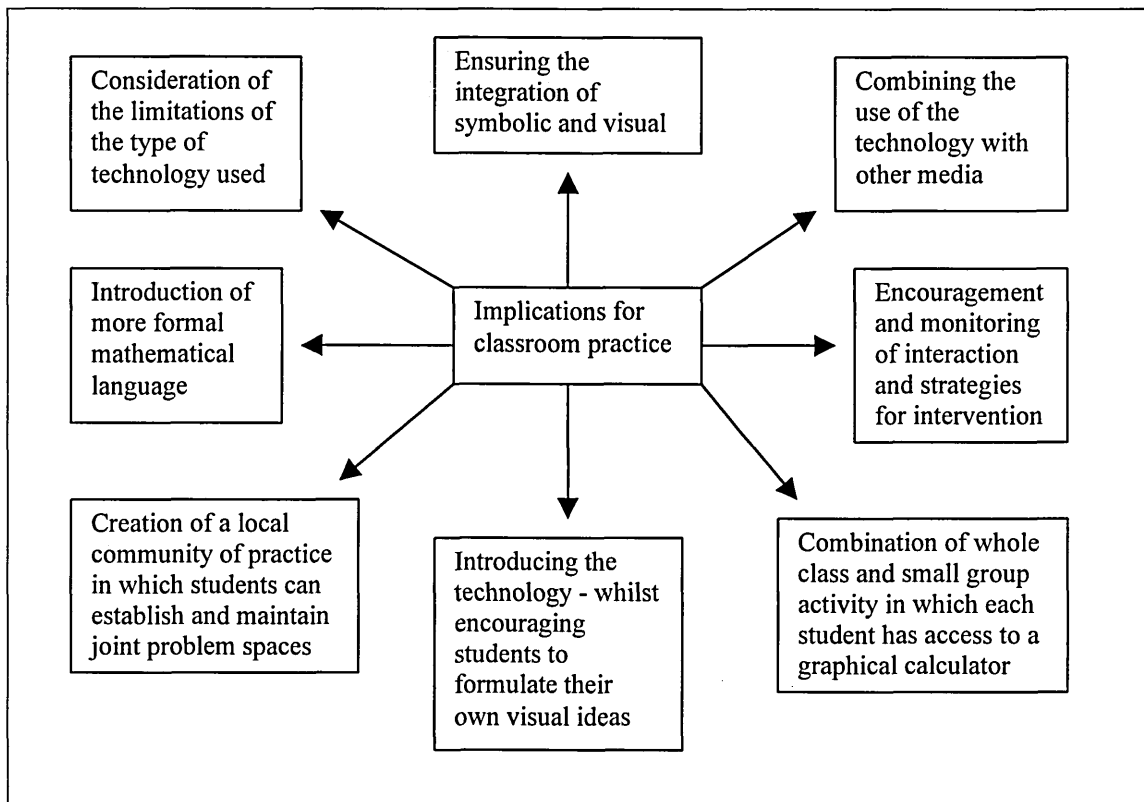 Consideration of
the limitations of
the type of
technology used
Ensuring the
integration of
symbolic and visual
Combining the
use of the
technology with
other media
Introduction of
more formal
mathematical
language
Implications for
classroom practice
Encouragement
and monitoring
of interaction
and strategies
for intervention
Creation of a local
community of practice
in which students can
establish and maintain
joint problem spaces
Introducing the
technology - whilst
encouraging
students to
formulate their
own visual ideas
Combination of whole
class and small group
activity in which each
student has access to a
graphical calculator